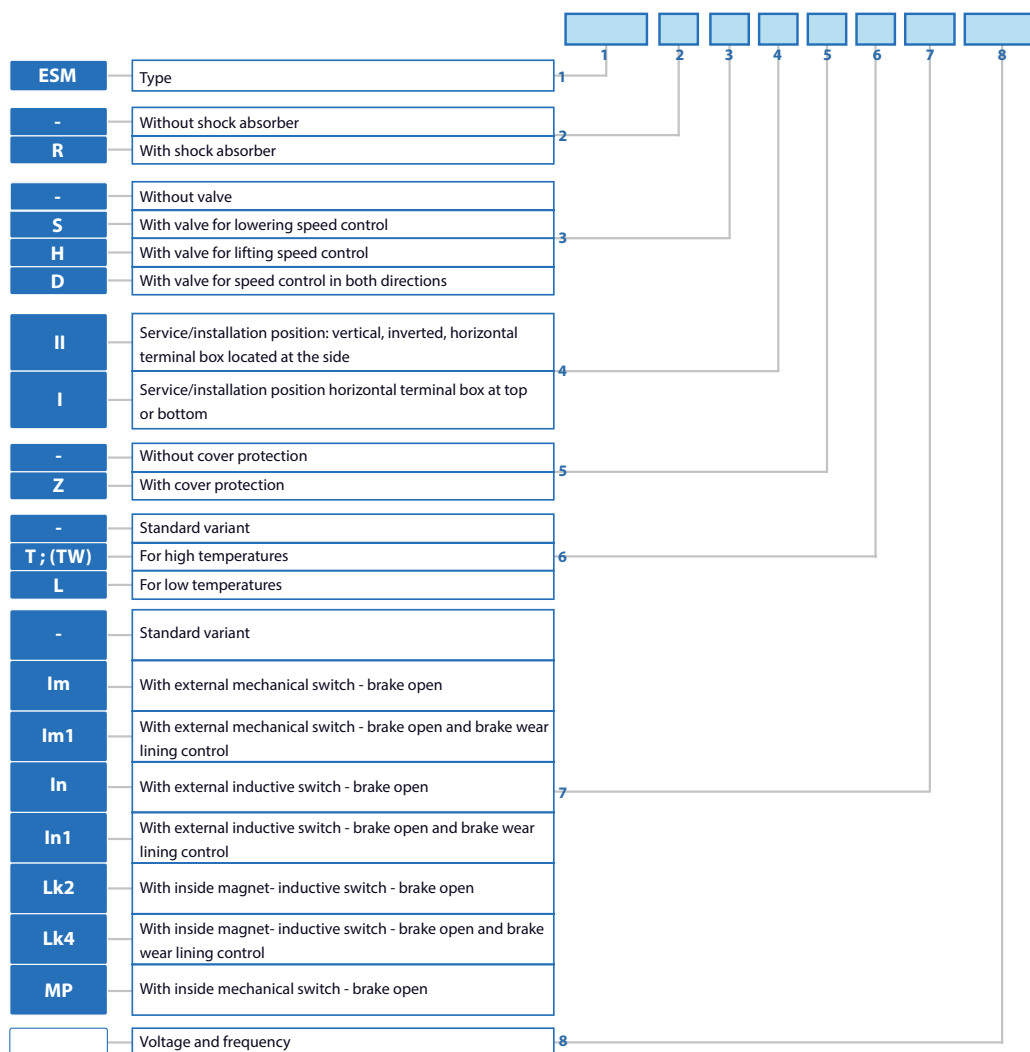 1 2 3 4 5 6 7 8
ESM Type 1
- Without shock absorber
2
R With shock absorber
- Without valve
S With valve for lowering speed control
3
H With valve for lifting speed control
D With valve for speed control in both directions
II Service/installation position: vertical, inverted, horizontal
terminal box located at the side
4
I Service/installation position horizontal terminal box at top
or bottom
- Without cover protection
5
Z With cover protection
- Standard variant
T ; (TW) For high temperatures 6
L For low temperatures
- Standard variant
Im With external mechanical switch - brake open
Im1 With external mechanical switch - brake open and brake wear
lining control
In With external inductive switch - brake open 7
In1 With external inductive switch - brake open and brake wear
lining control
Lk2 With inside magnet- inductive switch - brake open
Lk4 With inside magnet- inductive switch - brake open and brake
wear lining control
MP With inside mechanical switch - brake open
Voltage and frequency 8